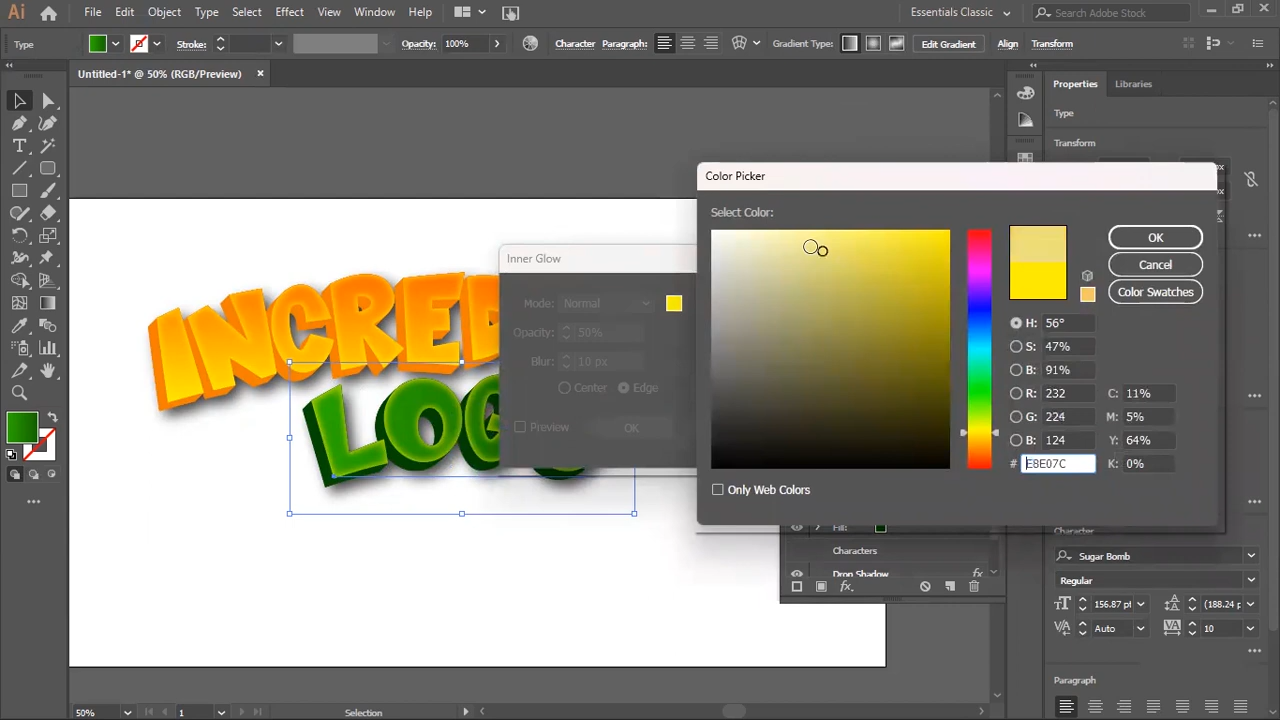 Ai File Edit Object Type Select Effect View Window Help Essentials Classic Search Adobe Stock
Type Stroke: Opacity: 100% Character Paragraph: Gradient Type: Edit Gradient Align Transform
Untitled-1* @ 50% (RGB/Preview)
Properties Libraries
Type
Transform
Color Picker
Select Color:
OK
Cancel
Color Swatches
H: 56°
S: 47%
B: 91%
R: 232 C: 11%
G: 224 M: 5%
B: 124 Y: 64%
# E8E07C K: 0%
Only Web Colors
Inner Glow
Mode: Normal
Opacity: 50%
Blur: 10 px
Center Edge
Preview OK
INCRED
LOG
Fill:
Characters
Drop Shadow fx
fx.
Character
Sugar Bomb
Regular
156.87 pt (188.24 p
Auto 10
Paragraph
50% 1 Selection